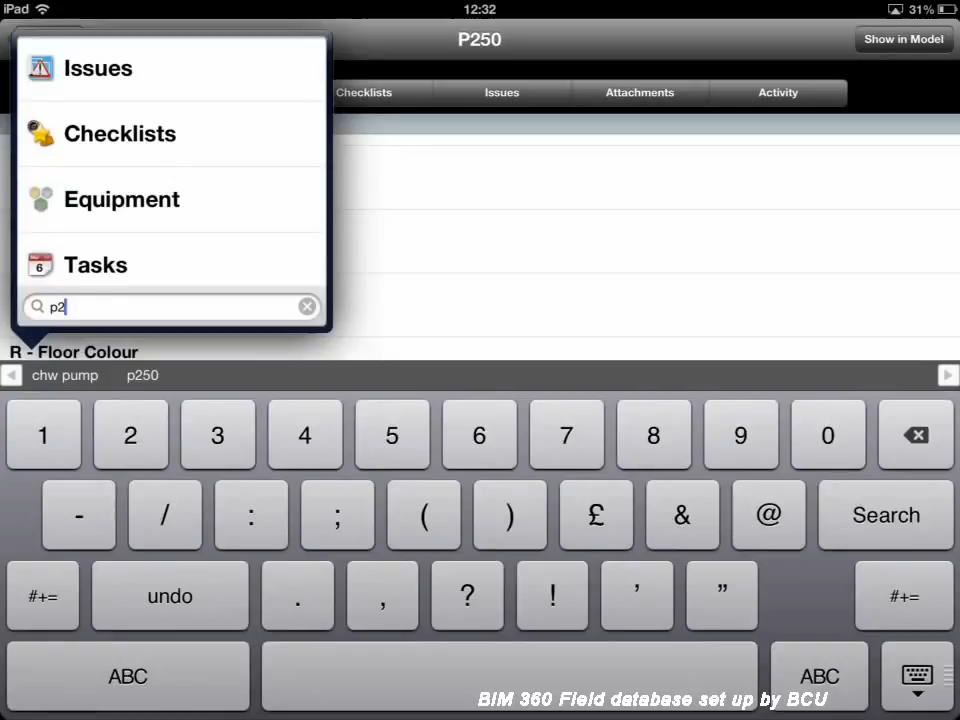 iPad 12:32 31%
P250 Show in Model
Checklists Issues Attachments Activity
Issues
Checklists
Equipment
6 Tasks
p2
R - Floor Colour
chw pump p250
1 2 3 4 5 6 7 8 9 0
- / : ; ( ) £ & @ Search
#+= undo . , ? ! ’ ” #+=
ABC ABC
BIM 360 Field database set up by BCU